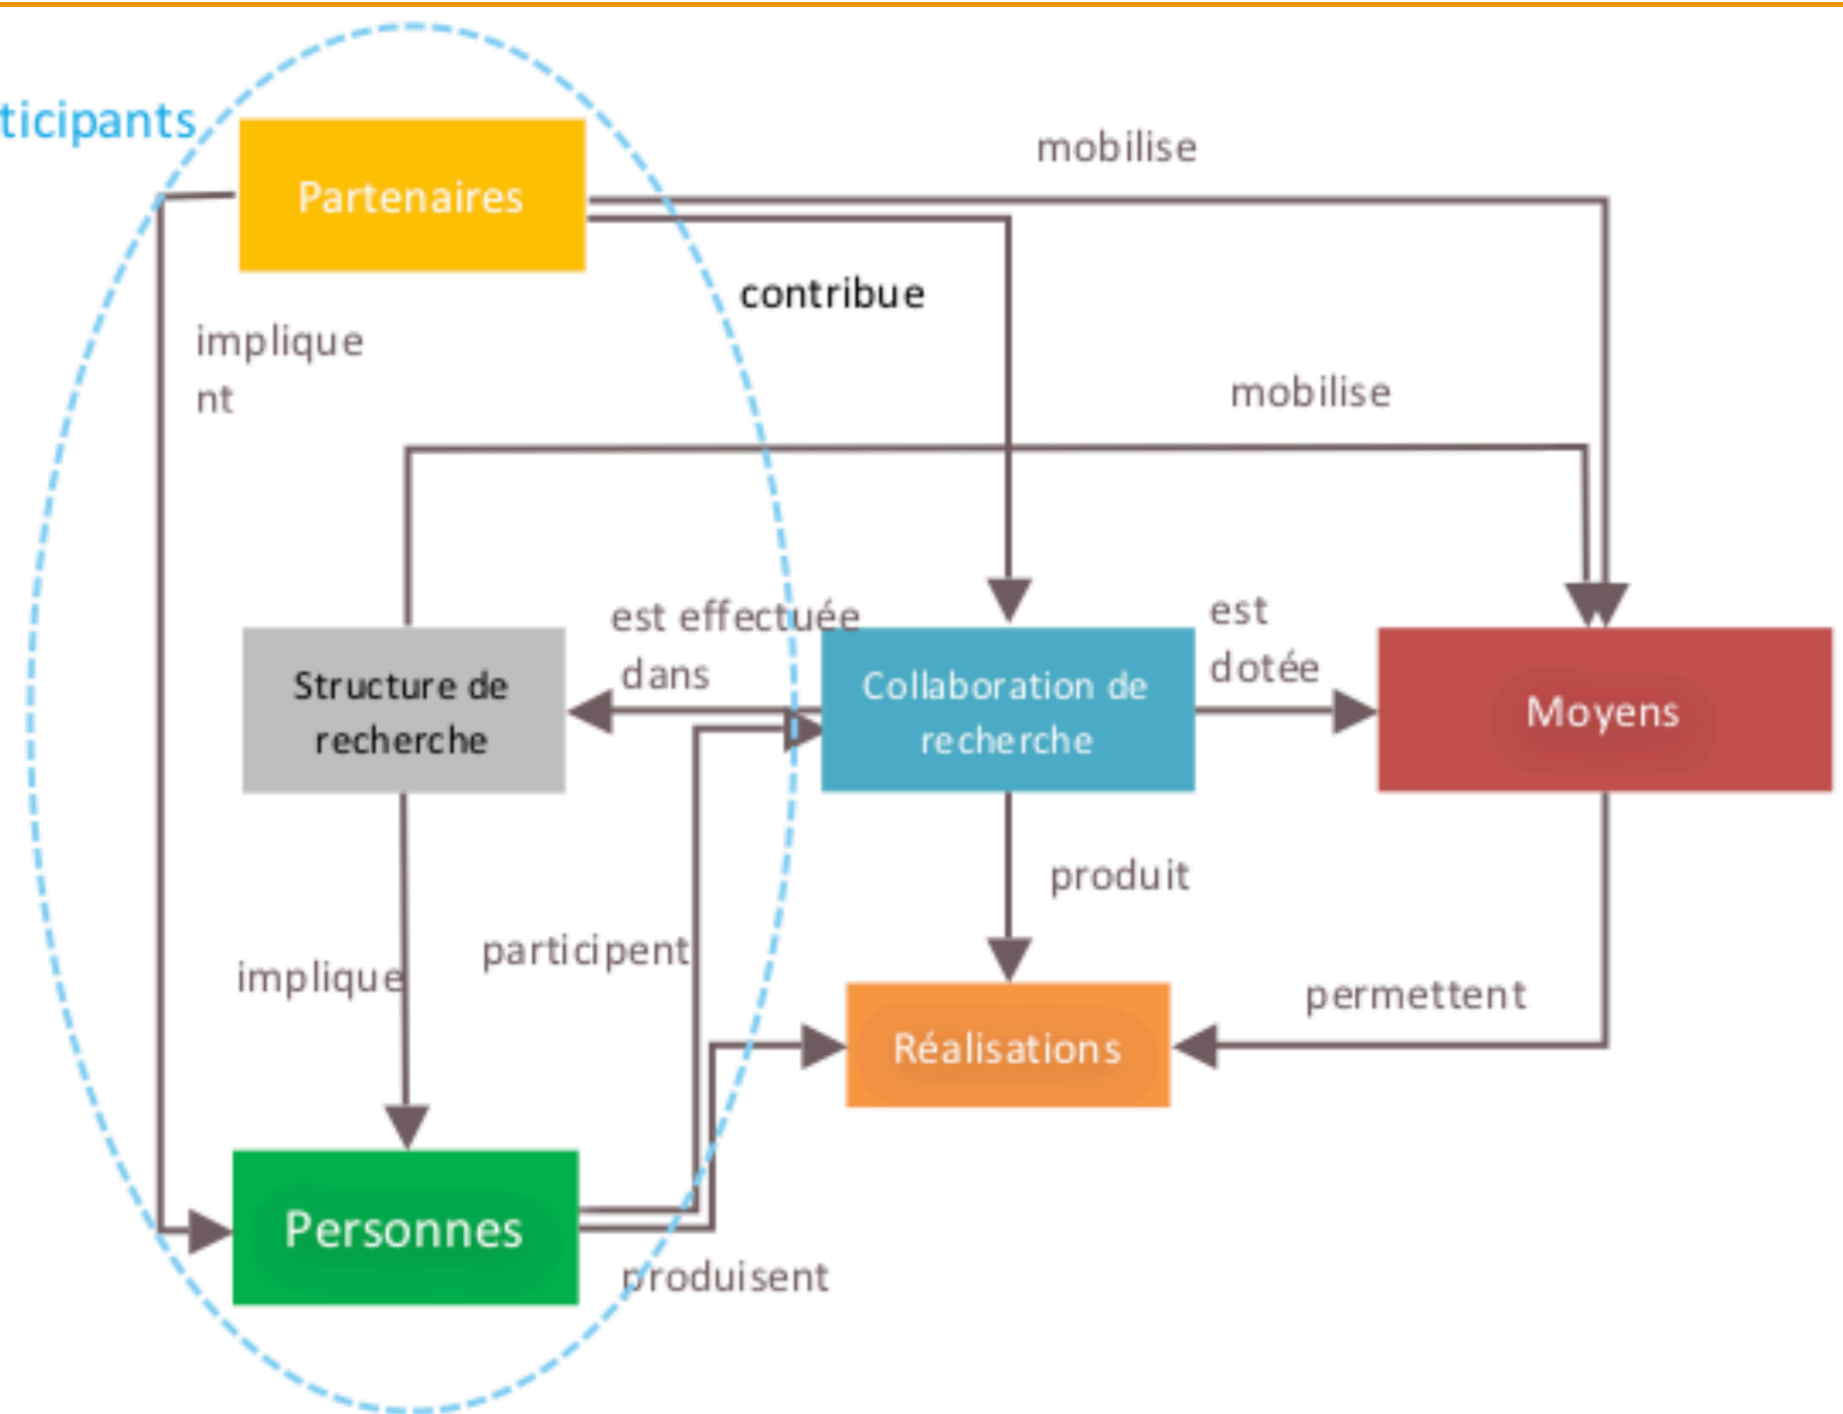 ticipants
Partenaires
mobilise
contribue
implique
nt
mobilise
est effectuée
dans
est
dotée
Structure de
recherche
Collaboration de
recherche
Moyens
produit
participent
implique
permettent
Réalisations
Personnes
produisent